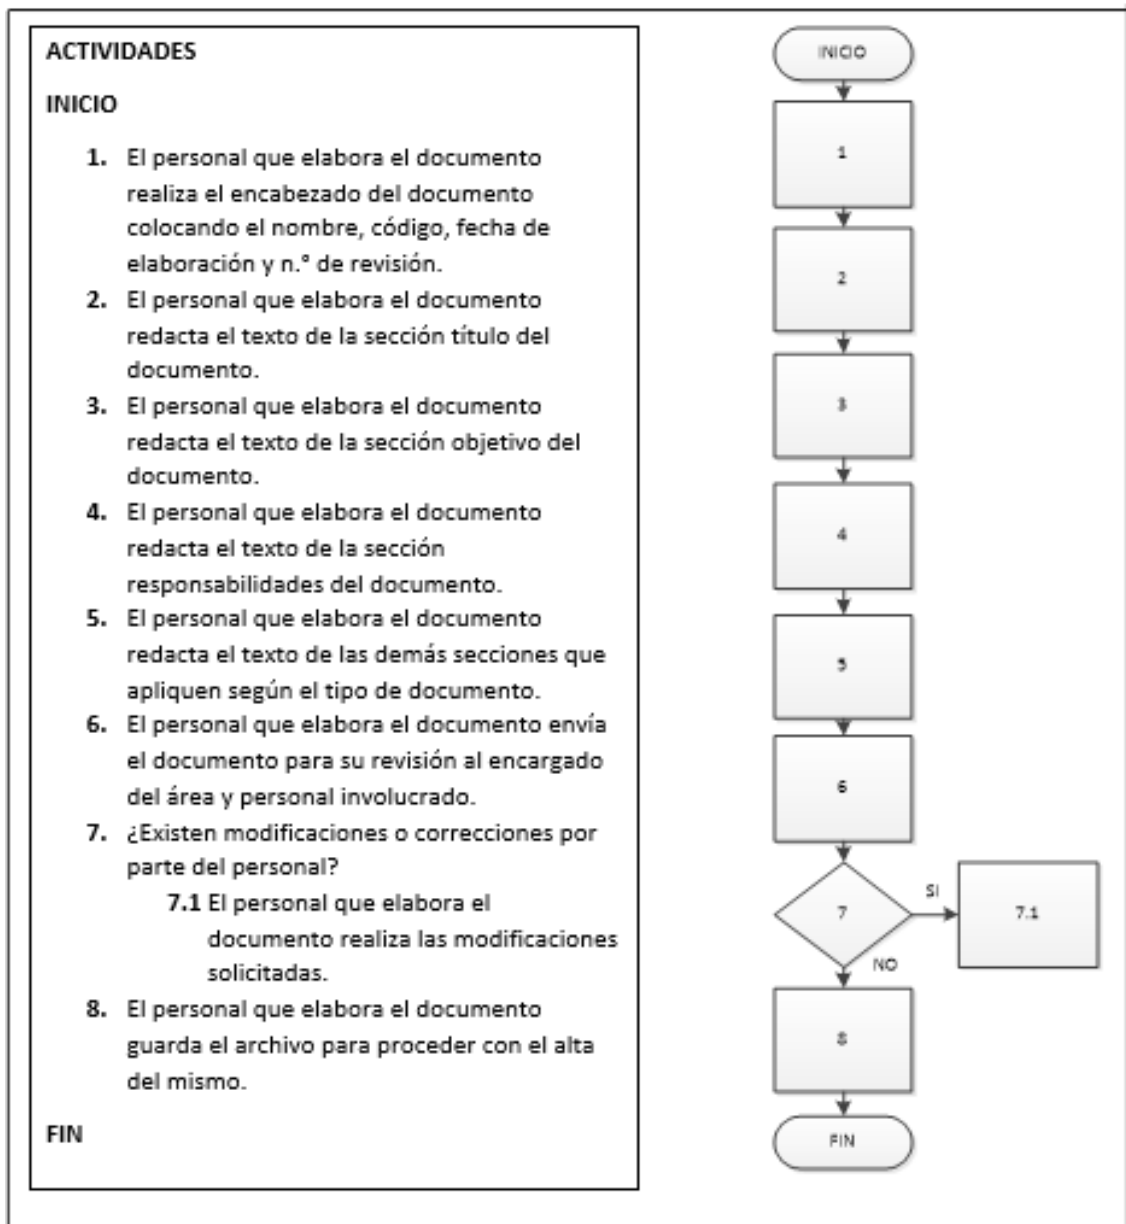 ACTIVIDADES
INICIO
1. El personal que elabora el documento
realiza el encabezado del documento
colocando el nombre, código, fecha de
elaboración y n.° de revisión.
2. El personal que elabora el documento
redacta el texto de la sección título del
documento.
3. El personal que elabora el documento
redacta el texto de la sección objetivo del
documento.
4. El personal que elabora el documento
redacta el texto de la sección
responsabilidades del documento.
5. El personal que elabora el documento
redacta el texto de las demás secciones que
apliquen según el tipo de documento.
6. El personal que elabora el documento envía
el documento para su revisión al encargado
del área y personal involucrado.
7. ¿Existen modificaciones o correcciones por
parte del personal?
7.1 El personal que elabora el
documento realiza las modificaciones
solicitadas.
8. El personal que elabora el documento
guarda el archivo para proceder con el alta
del mismo.
FIN
INICIO
1
2
3
4
5
6
7
SI
7.1
NO
8
FIN